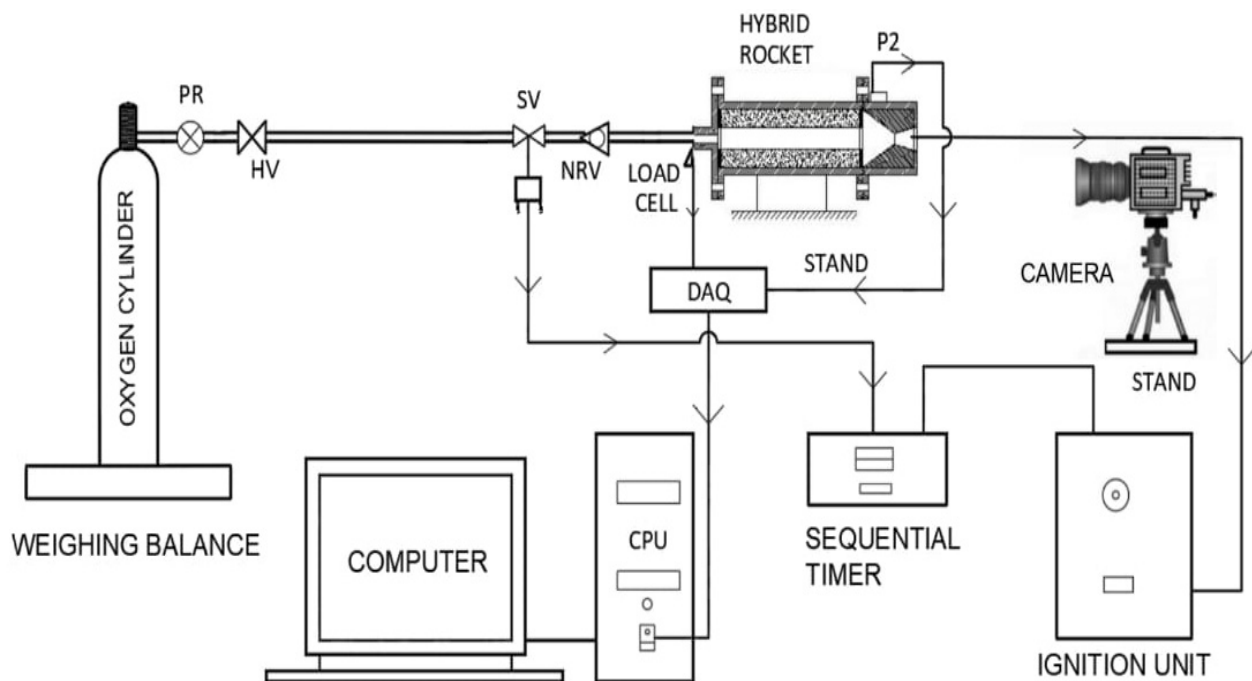 HYBRID
ROCKET
P2
PR
SV
HV
NRV
LOAD
CELL
OXYGEN CYLINDER
DAQ
STAND
CAMERA
STAND
WEIGHING BALANCE
COMPUTER
CPU
SEQUENTIAL
TIMER
IGNITION UNIT